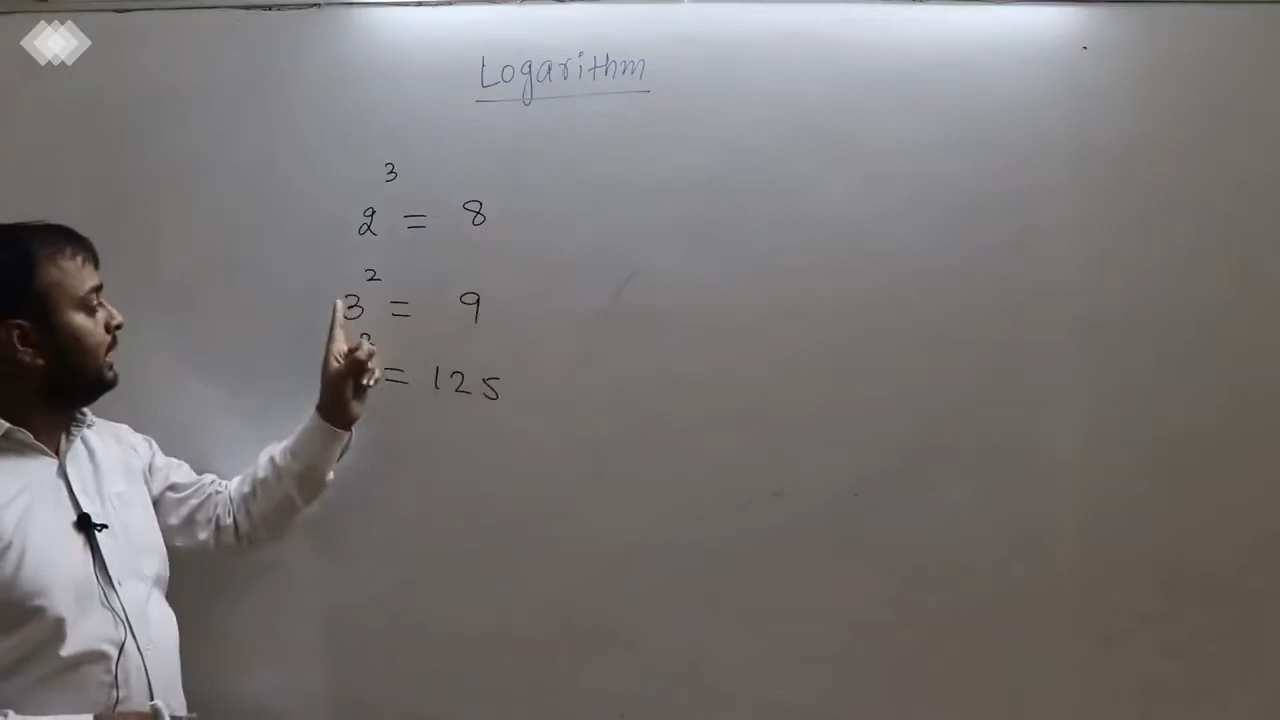 Logarithm
2³ = 8
3² = 9
= 125